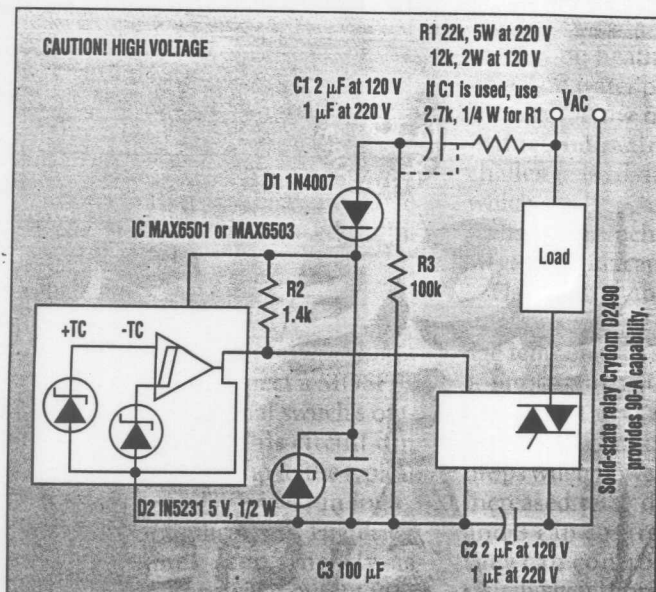 CAUTION! HIGH VOLTAGE
R1 22k, 5W at 220 V
12k, 2W at 120 V
C1 2 µF at 120 V
1 µF at 220 V
If C1 is used, use
2.7k, 1/4 W for R1
VAC
D1 1N4007
IC MAX6501 or MAX6503
R2
1.4k
R3
100k
Load
+TC
-TC
Solid-state relay Crydom D2490
provides 90-A capability.
D2 IN5231 5 V, 1/2 W
C3 100 µF
C2 2 µF at 120 V
1 µF at 220 V